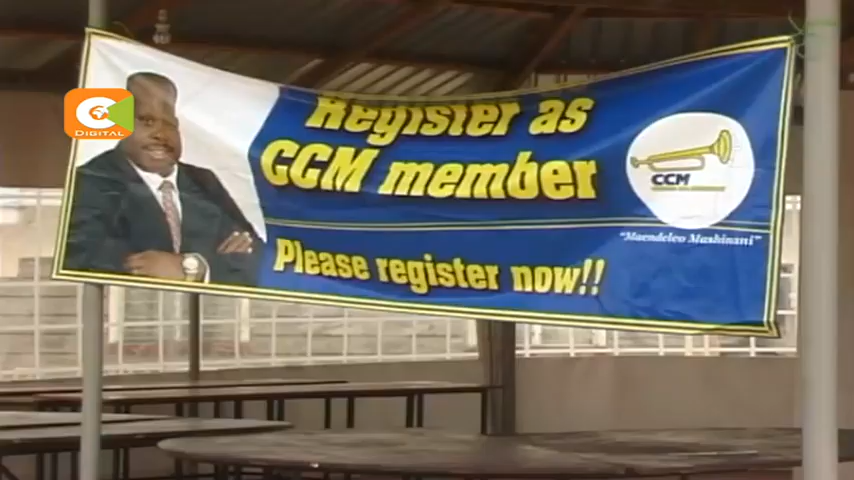 DIGITAL
Register as
CCM member
Please register now!!
CCM
"Maendeleo Mashinani"